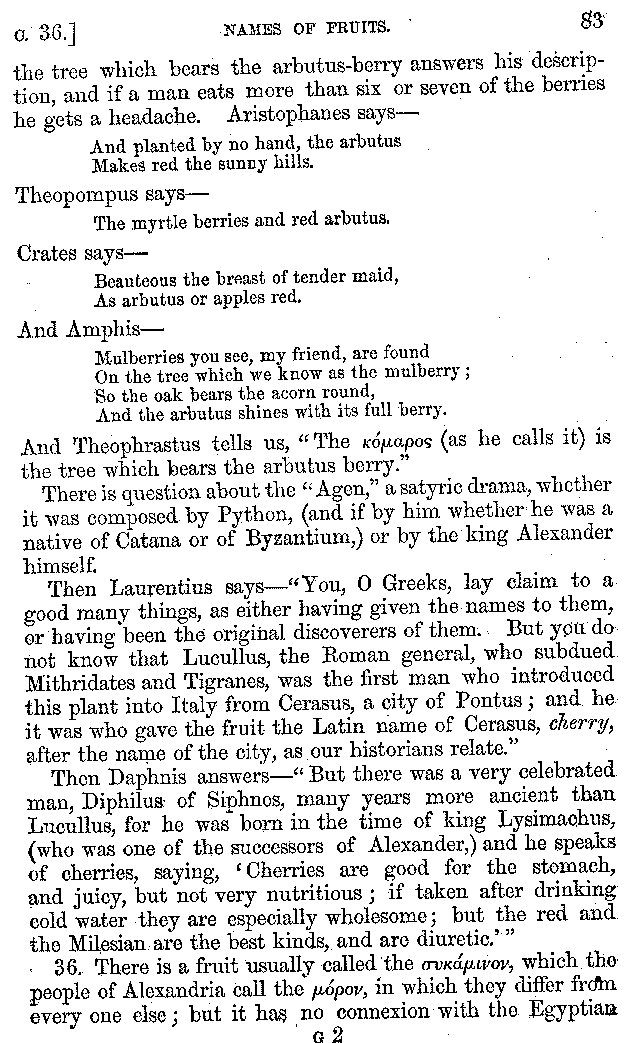 C. 36.] NAMES OF FRUITS. 83
the tree which bears the arbutus-berry answers his descrip-
tion, and if a man eats more than six or seven of the berries
he gets a headache. Aristophanes says—
And planted by no hand, the arbutus
Makes red the sunny hills.
Theopompus says—
The myrtle berries and red arbutus.
Crates says—
Beauteous the breast of tender maid,
As arbutus or apples red.
And Amphis—
Mulberries you see, my friend, are found
On the tree which we know as the mulberry;
So the oak bears the acorn round,
And the arbutus shines with its full berry.
And Theophrastus tells us, “The κόμαρος (as he calls it) is
the tree which bears the arbutus berry.”
There is question about the “Agen,” a satyric drama, whether
it was composed by Python, (and if by him whether he was a
native of Catana or of Byzantium,) or by the king Alexander
himself.
Then Laurentius says—“You, O Greeks, lay claim to a
good many things, as either having given the names to them,
or having been the original discoverers of them. But you do
not know that Lucullus, the Roman general, who subdued
Mithridates and Tigranes, was the first man who introduced
this plant into Italy from Cerasus, a city of Pontus; and he
it was who gave the fruit the Latin name of Cerasus, cherry,
after the name of the city, as our historians relate.”
Then Daphnis answers—“But there was a very celebrated
man, Diphilus of Siphnos, many years more ancient than
Lucullus, for he was born in the time of king Lysimachus,
(who was one of the successors of Alexander,) and he speaks
of cherries, saying, ‘Cherries are good for the stomach,
and juicy, but not very nutritious; if taken after drinking
cold water they are especially wholesome; but the red and
the Milesian are the best kinds, and are diuretic.’”
36. There is a fruit usually called the συκάμινον, which the
people of Alexandria call the μόρον, in which they differ from
every one else; but it has no connexion with the Egyptian
G 2